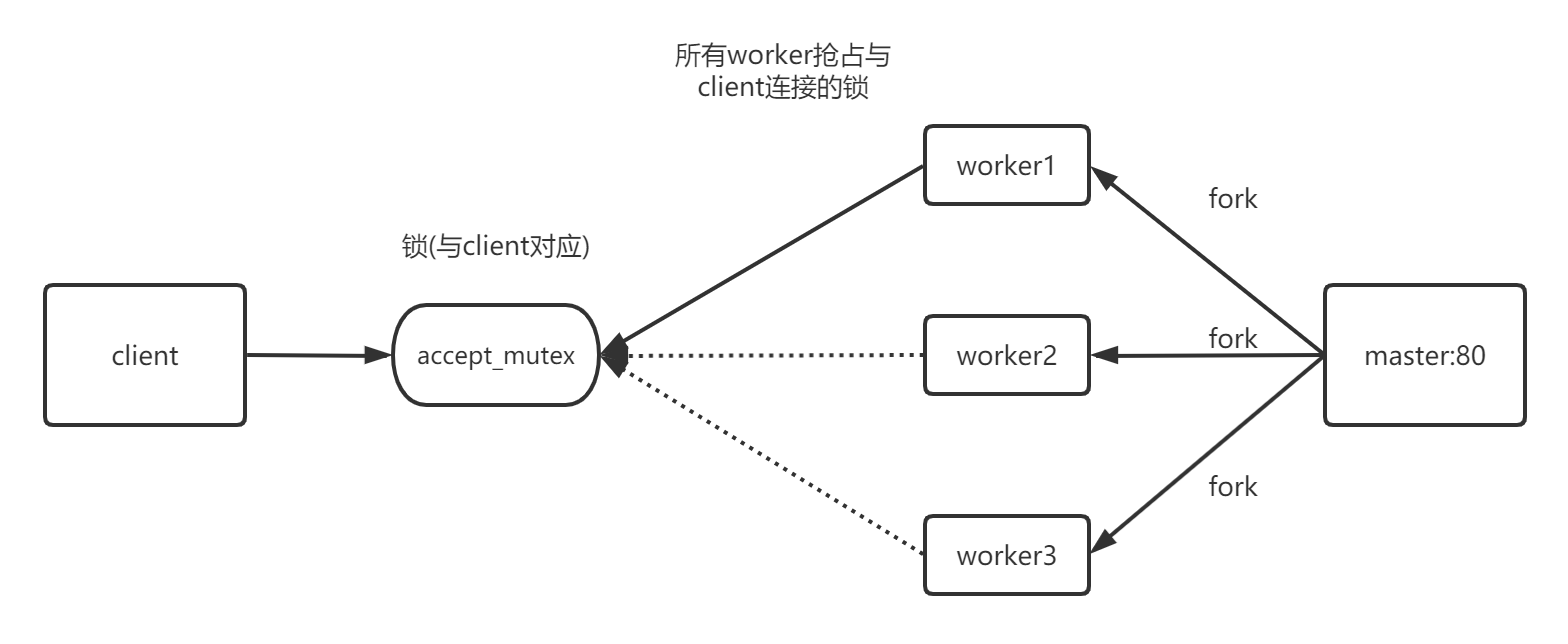 所有worker抢占与
client连接的锁
worker1
fork
锁(与client对应)
client
accept_mutex
worker2
fork
master:80
fork
worker3